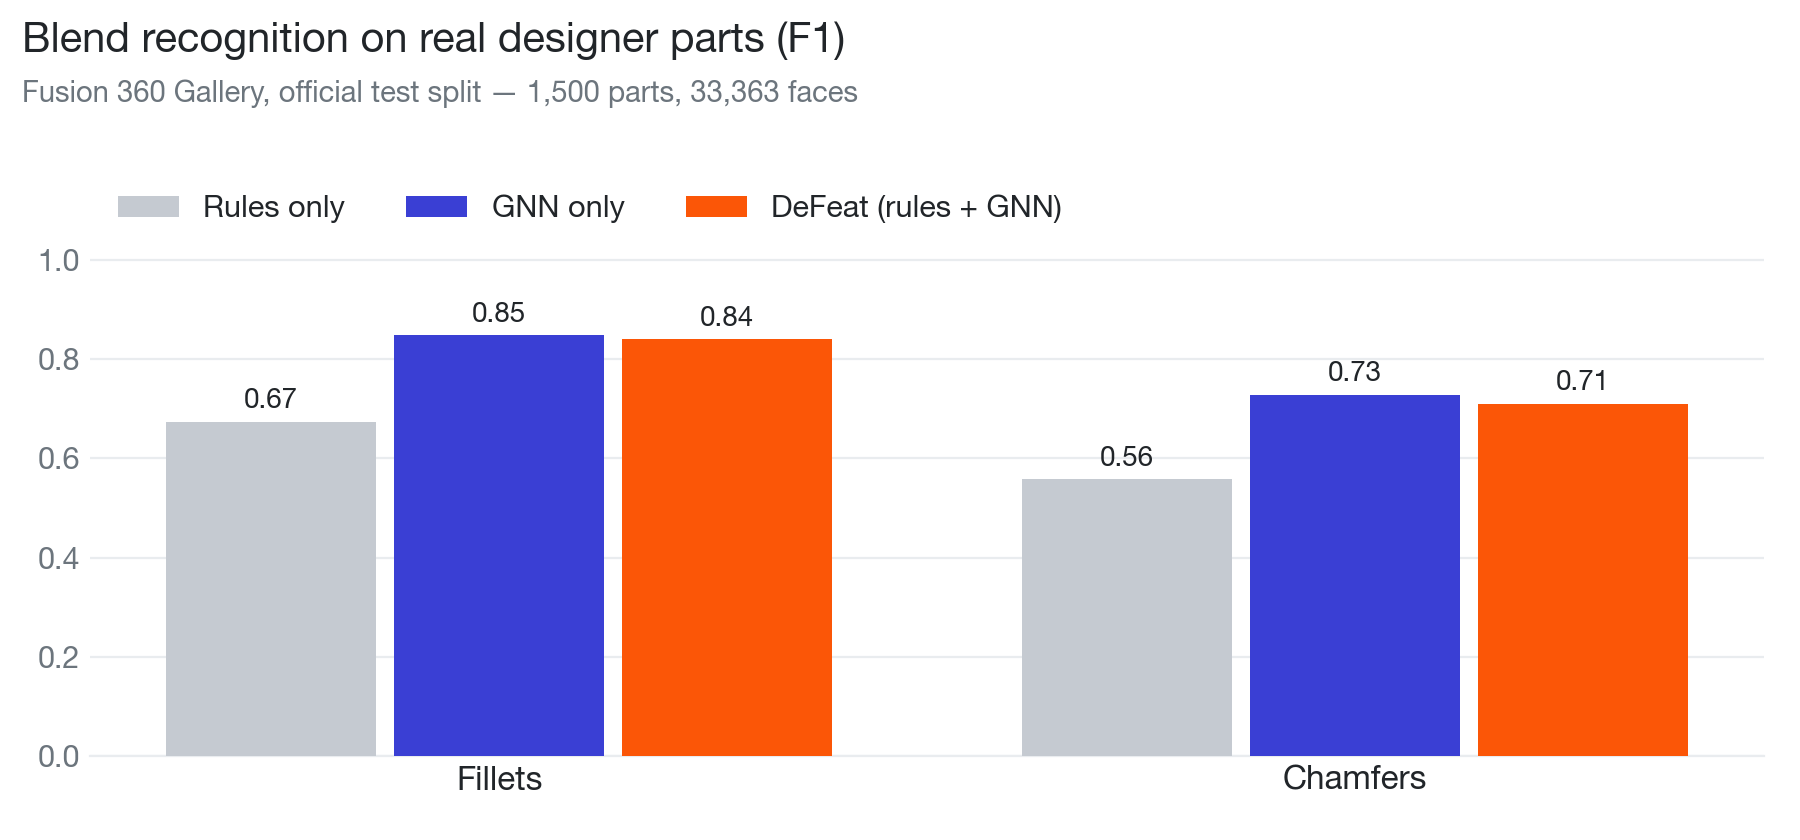 Blend recognition on real designer parts (F1)
Fusion 360 Gallery, official test split — 1,500 parts, 33,363 faces
Rules only GNN only DeFeat (rules + GNN)
1.0
0.85 0.84
0.8
0.73 0.71
0.67
0.6
0.56
0.4
0.2
0.0
Fillets Chamfers